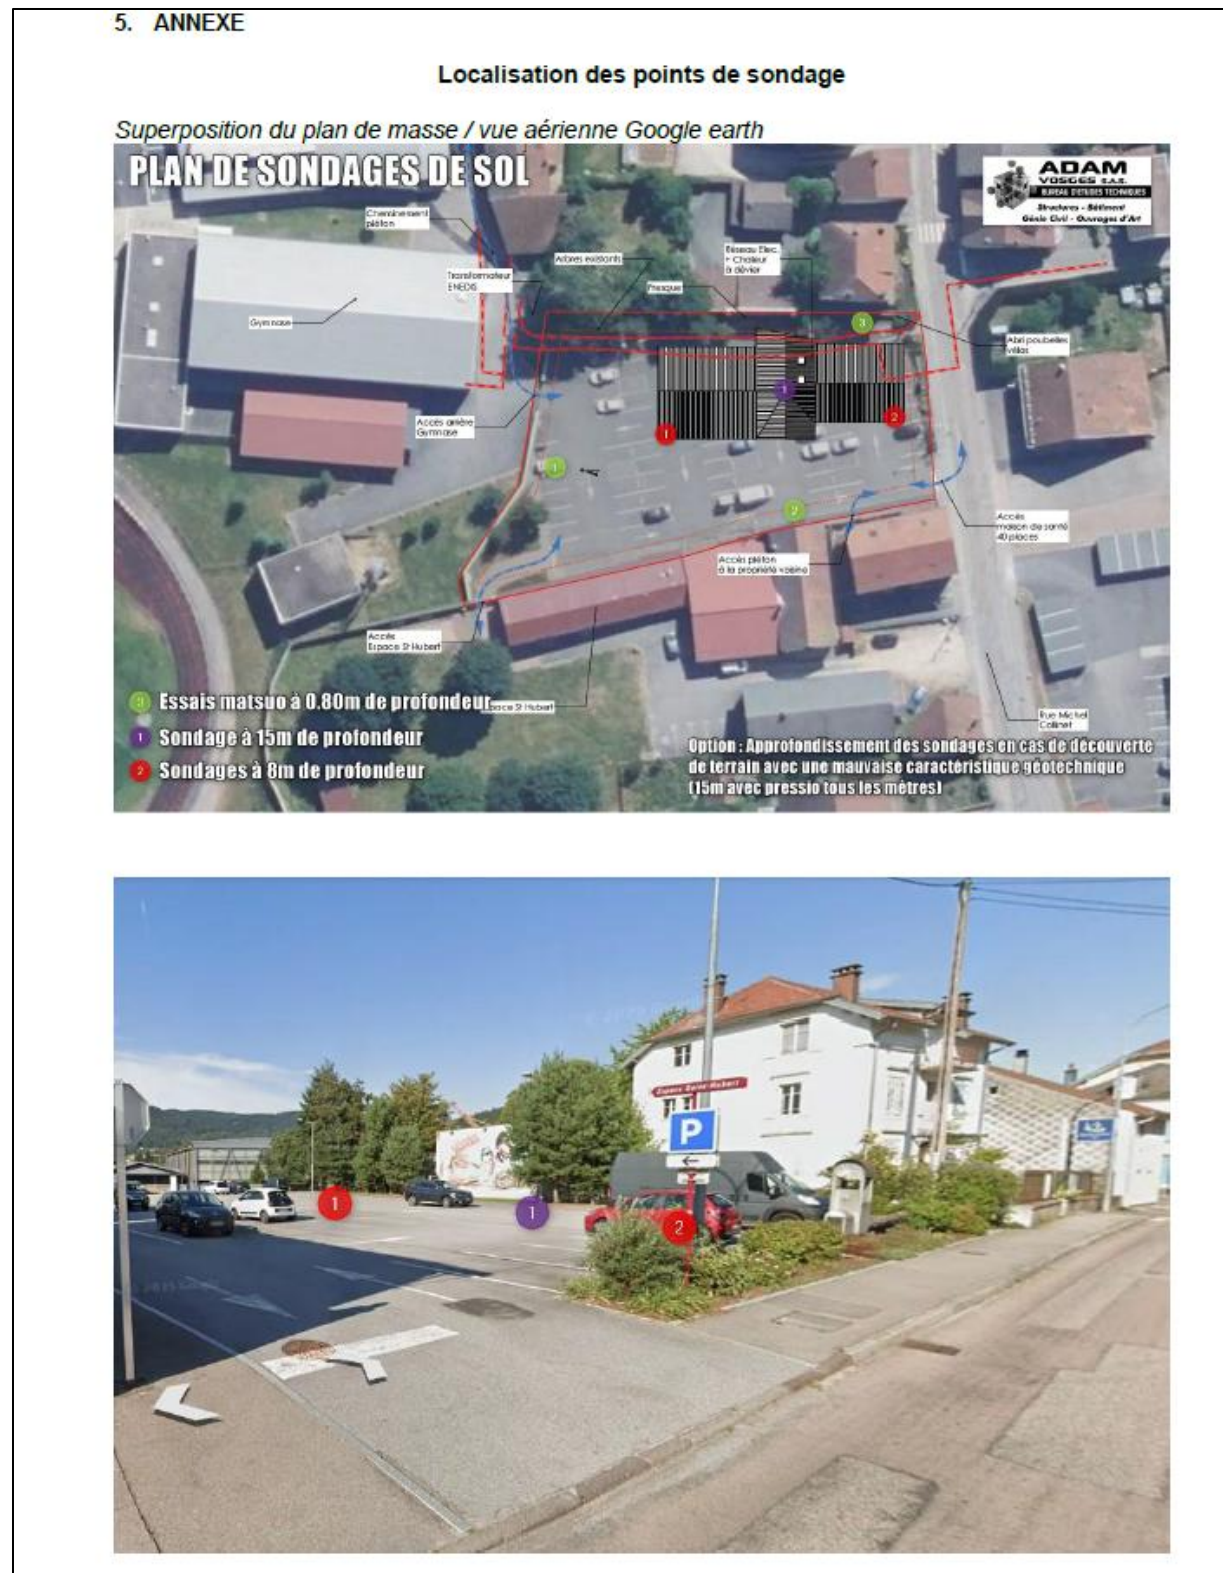 5. ANNEXE
Localisation des points de sondage
Superposition du plan de masse / vue aérienne Google earth
PLAN DE SONDAGES DE SOL
ADAM
VOSGES S.A.S.
BUREAU D'ETUDES TECHNIQUES
Structures - Bâtiment
Génie Civil - Ouvrages d'Art
Cheminement
piéton
Transformateur
ENEDIS
Arbres existants
Fresque
Réseau Elec.
+ Chaleur
à dévier
Gymnase
3
Abri poubelles
vélos
1
Accès arrière
Gymnase
1
2
1
2
Accès
maison de santé
40 places
Accès piéton
à la propriété voisine
Accès
Espace St Hubert
3 Essais matsuo à 0.80m de profondeur
pace St Hubert
Rue Michel
Collinet
1 Sondage à 15m de profondeur
2 Sondages à 8m de profondeur
Option : Approfondissement des sondages en cas de découverte
de terrain avec une mauvaise caractéristique géotechnique
(15m avec pressio tous les mètres)
Espace Saint-Hubert
P
1
1
2